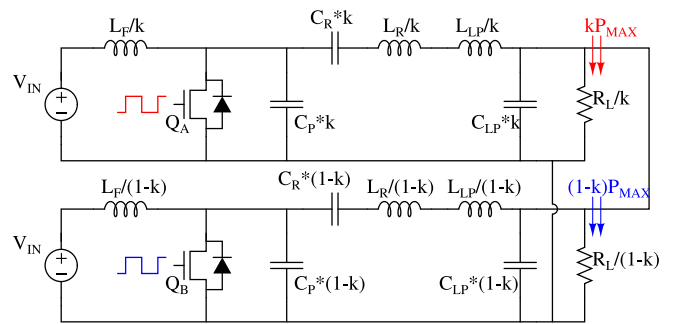 L_F/k
C_R*k
L_R/k
L_LP/k
kP_MAX
V_IN
Q_A
C_P*k
C_LP*k
R_L/k
L_F/(1-k)
C_R*(1-k)
L_R/(1-k)
L_LP/(1-k)
(1-k)P_MAX
V_IN
Q_B
C_P*(1-k)
C_LP*(1-k)
R_L/(1-k)